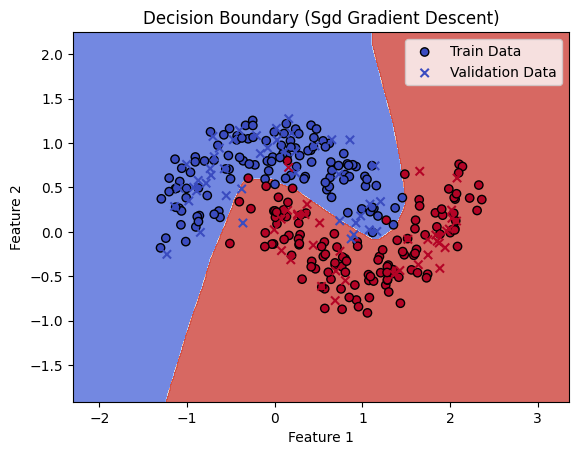 Decision Boundary (Sgd Gradient Descent)
Train Data
Validation Data
Feature 2
2.0
1.5
1.0
0.5
0.0
−0.5
−1.0
−1.5
−2
−1
0
1
2
3
Feature 1